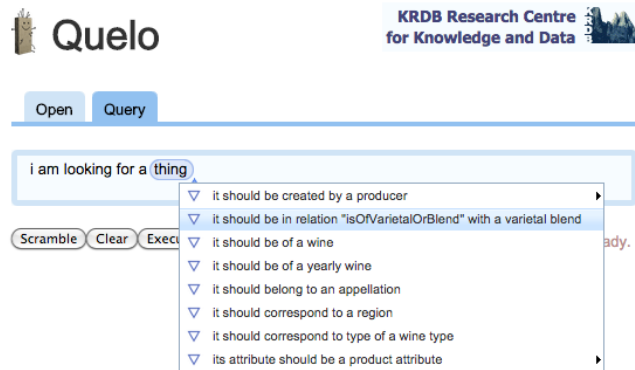 Quelo
KRDB Research Centre
for Knowledge and Data
Open Query
i am looking for a thing
it should be created by a producer
it should be in relation "isOfVarietalOrBlend" with a varietal blend
it should be of a wine
it should be of a yearly wine
it should belong to an appellation
it should correspond to a region
it should correspond to type of a wine type
its attribute should be a product attribute
Scramble Clear Execu
ady.